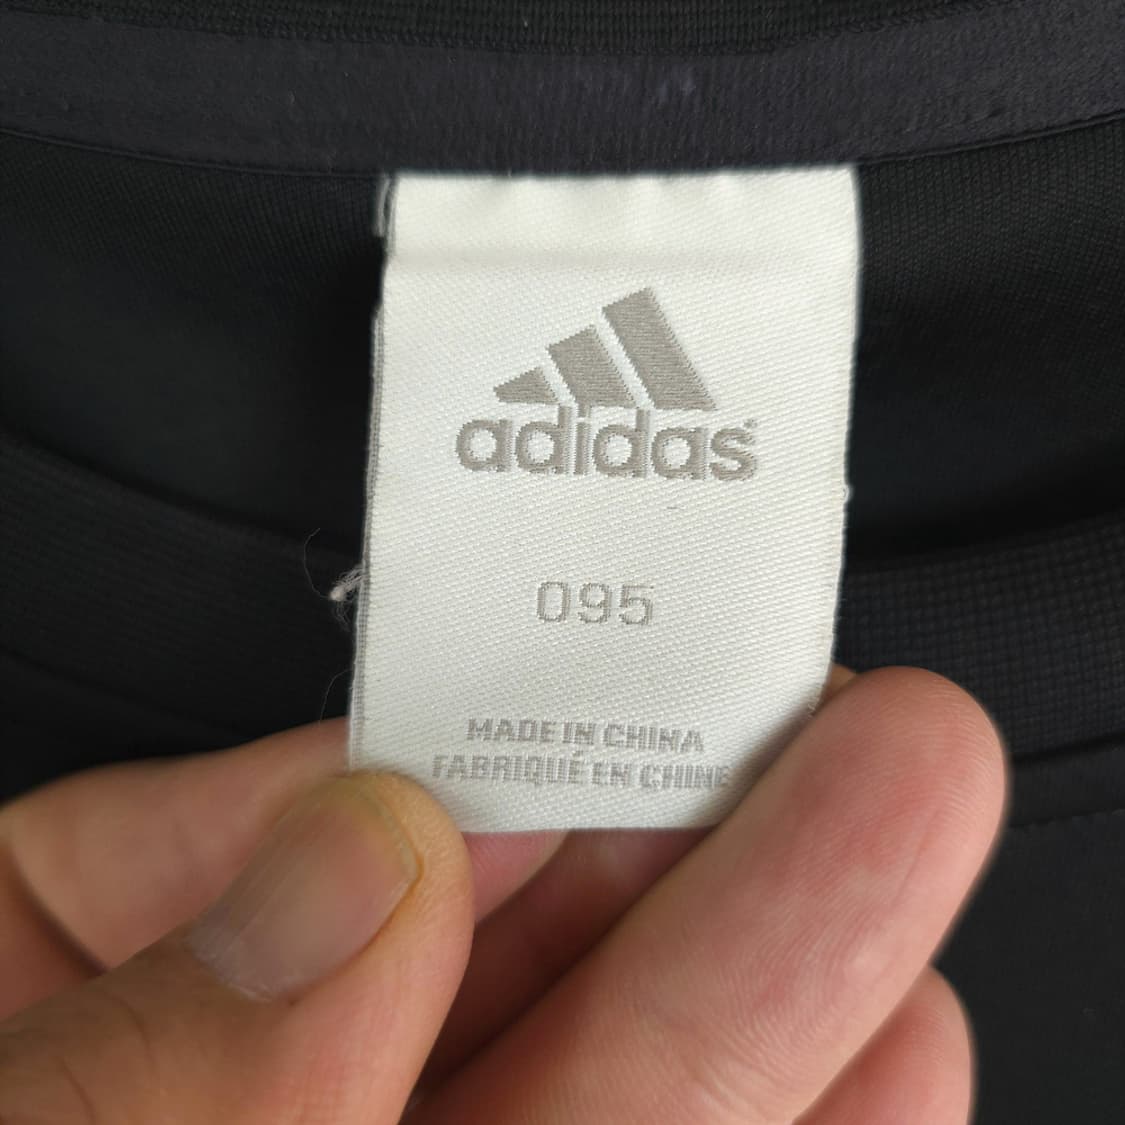 adidas
095
MADE IN CHINA
FABRIQUÉ EN CHINE